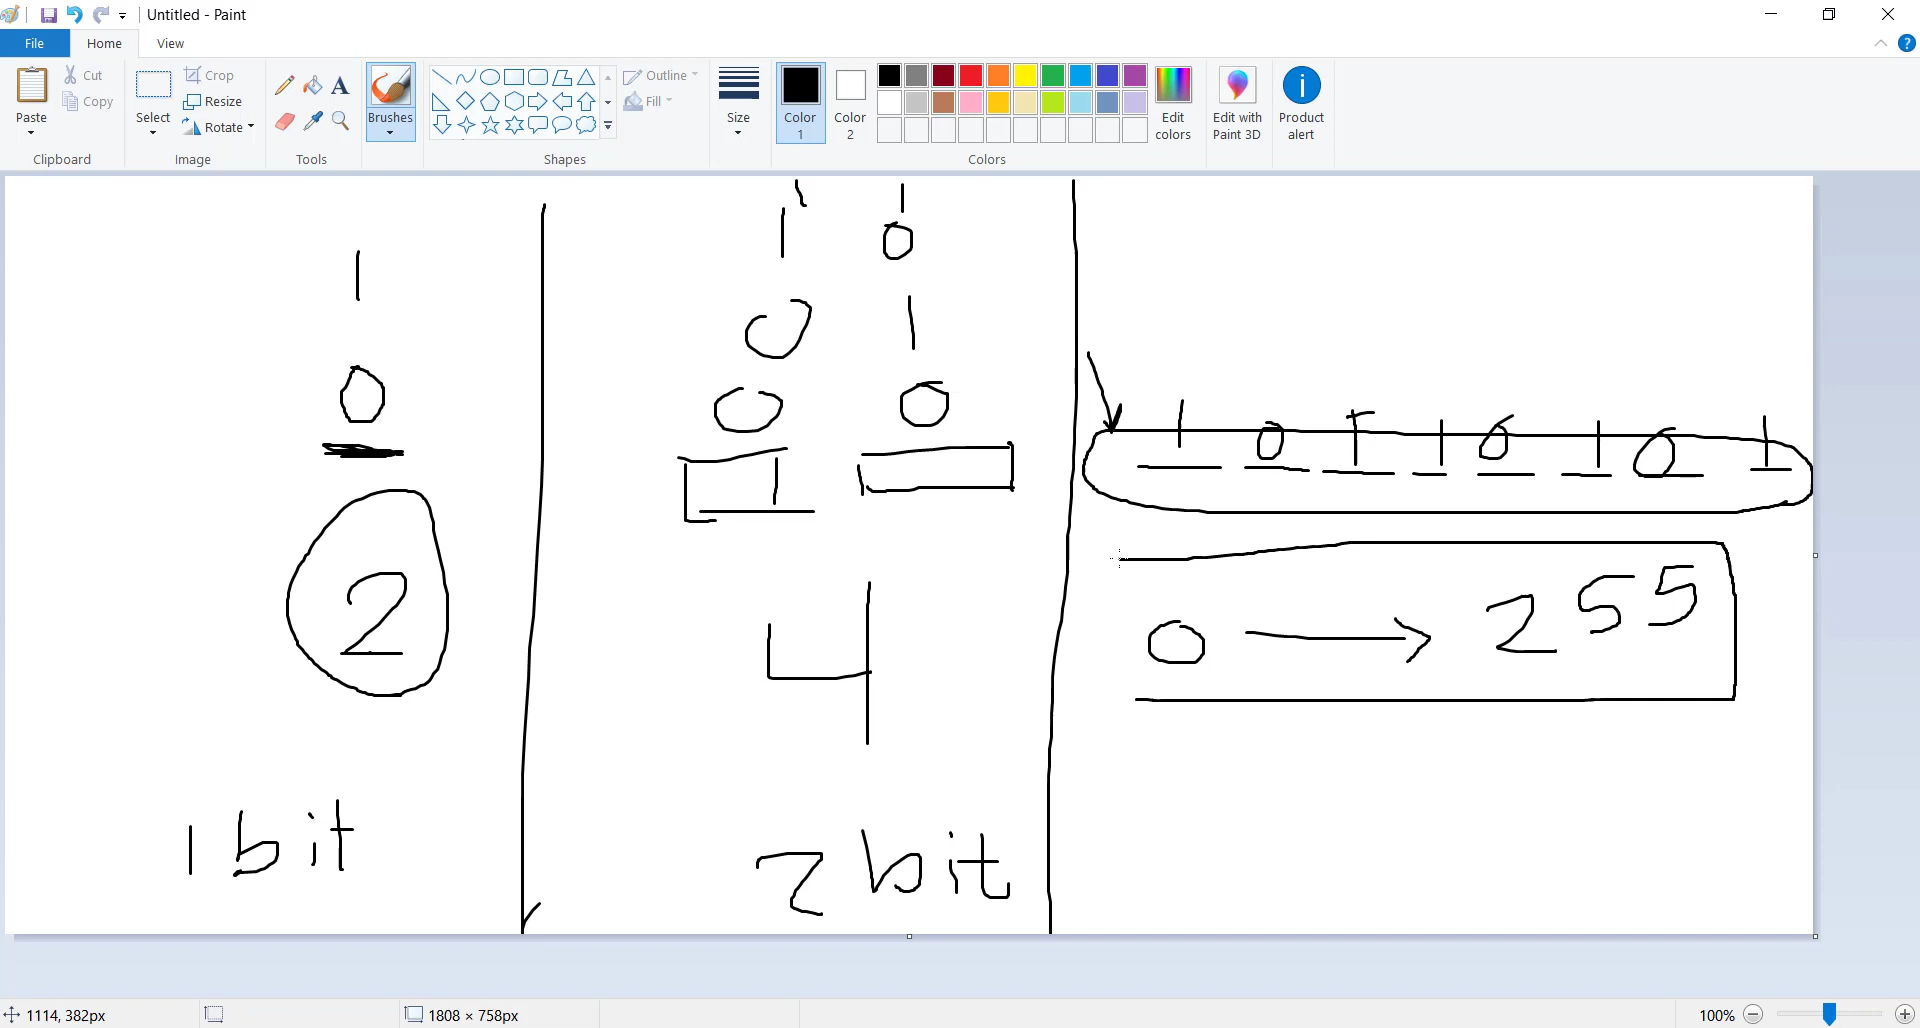 Untitled - Paint
File Home View
Paste
Cut
Copy
Clipboard
Select
Crop
Resize
Rotate
Image
Tools
Brushes
Outline
Fill
Shapes
Size
Color 1
Color 2
Edit colors
Colors
Edit with Paint 3D
Product alert
1
0
2
1 bit
1 1
1 0
0 1
0 0
4
2 bit
1 0 1 1 0 1 0 1
0 → 255
1114, 382px
1808 × 758px
100%